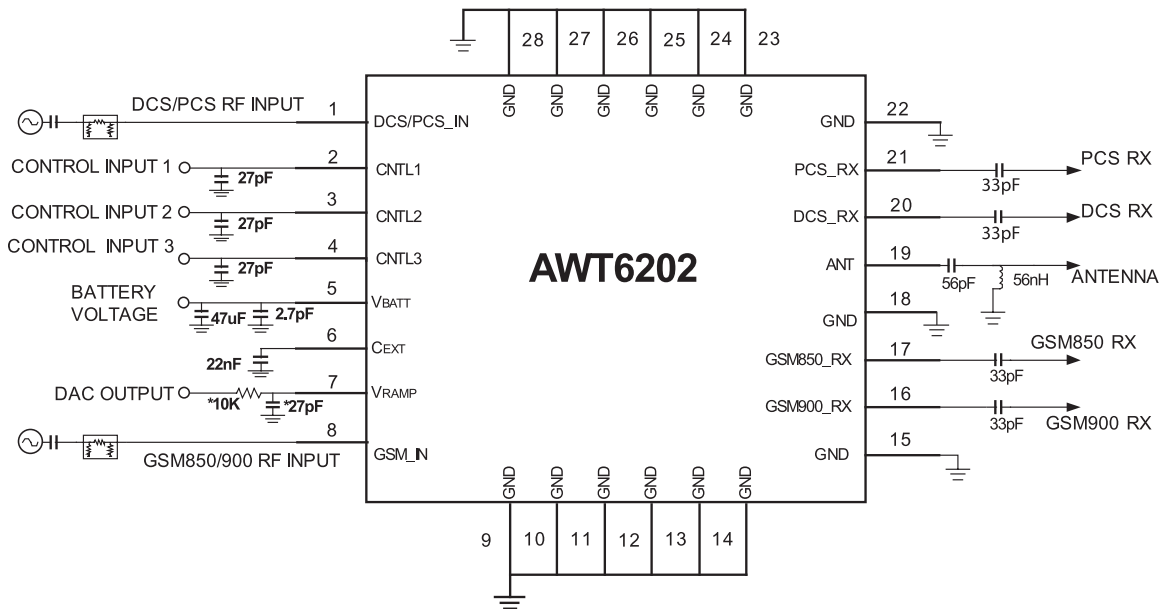 28 27 26 25 24 23
GND GND GND GND GND GND
DCS/PCS RF INPUT 1 DCS/PCS_IN
CONTROL INPUT 1 2 CNTL1
27pF
CONTROL INPUT 2 3 CNTL2
27pF
CONTROL INPUT 3 4 CNTL3
27pF
BATTERY VOLTAGE 5 VBATT
47uF 2.7pF
6 CEXT
22nF
DAC OUTPUT 7 VRAMP
*10K *27pF
8 GSM_IN
GSM850/900 RF INPUT
AWT6202
GND 22
PCS_RX 21 PCS RX
33pF
DCS_RX 20 DCS RX
33pF
ANT 19 ANTENNA
56pF 56nH
GND 18
GSM850_RX 17 GSM850 RX
33pF
GSM900_RX 16 GSM900 RX
33pF
GND 15
GND GND GND GND GND GND
9 10 11 12 13 14